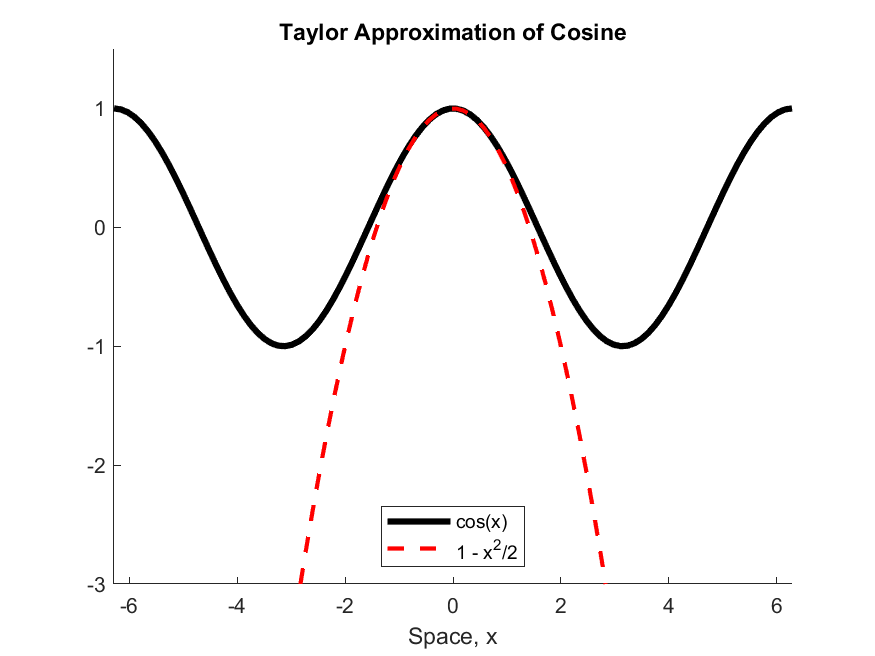 Taylor Approximation of Cosine
1
0
-1
-2
-3
cos(x)
1 - x²/2
-6 -4 -2 0 2 4 6
Space, x